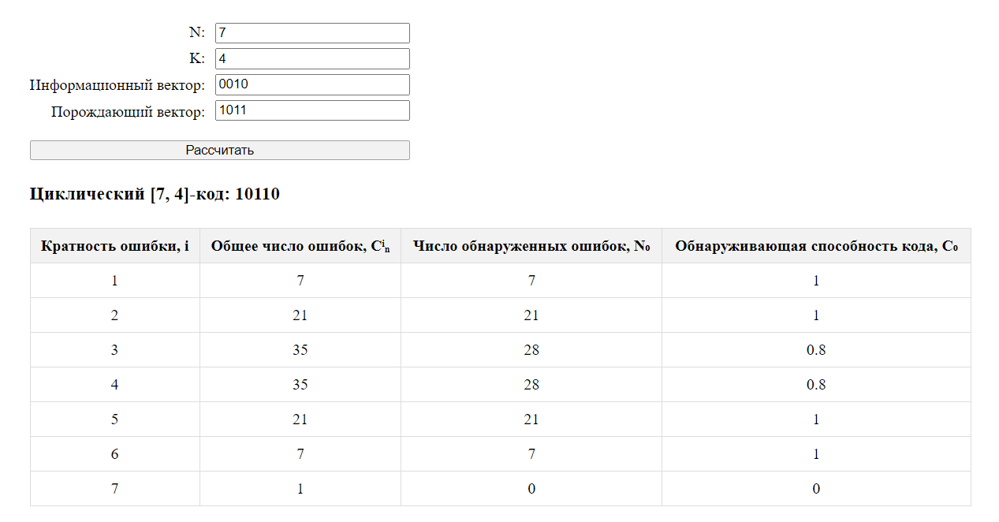 N: 7
K: 4
Информационный вектор: 0010
Порождающий вектор: 1011
Рассчитать
Циклический [7, 4]-код: 10110
Кратность ошибки, i Общее число ошибок, Cⁱₙ Число обнаруженных ошибок, N₀ Обнаруживающая способность кода, C₀
1 7 7 1
2 21 21 1
3 35 28 0.8
4 35 28 0.8
5 21 21 1
6 7 7 1
7 1 0 0